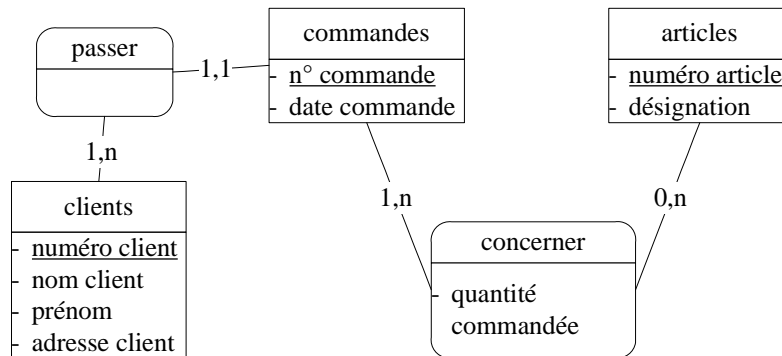 passer
commandes
- n° commande
- date commande
articles
- numéro article
- désignation
1,1
1,n
clients
- numéro client
- nom client
- prénom
- adresse client
1,n
0,n
concerner
- quantité
commandée